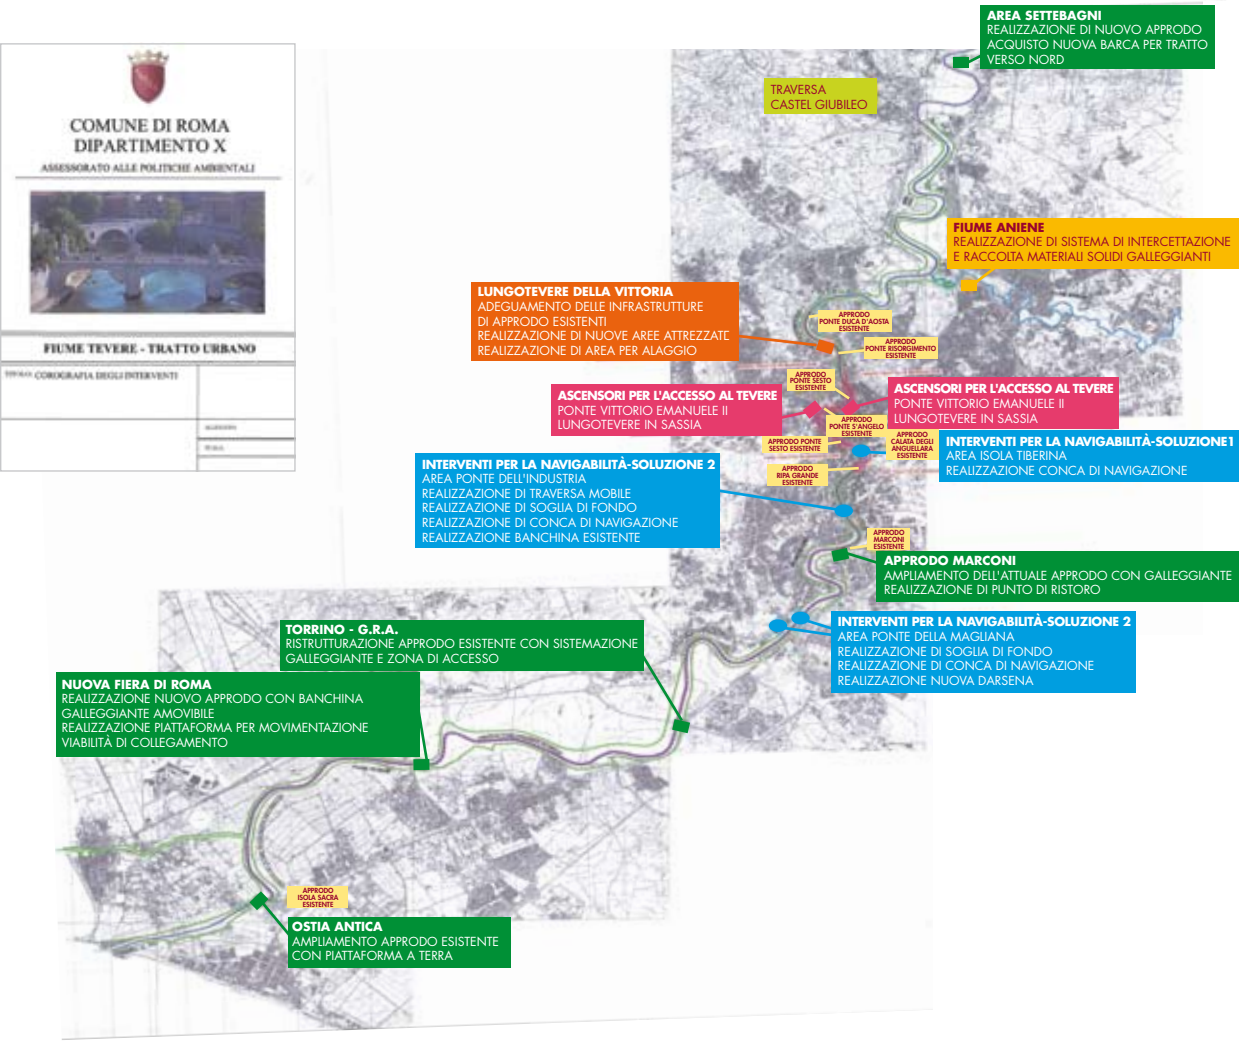 COMUNE DI ROMA
DIPARTIMENTO X
ASSESSORATO ALLE POLITICHE AMBIENTALI
FIUME TEVERE - TRATTO URBANO
COROGRAFIA DEGLI INTERVENTI
AREA SETTEBAGNI
REALIZZAZIONE DI NUOVO APPRODO
ACQUISTO NUOVA BARCA PER TRATTO
VERSO NORD
TRAVERSA
CASTEL GIUBILEO
FIUME ANIENE
REALIZZAZIONE DI SISTEMA DI INTERCETTAZIONE
E RACCOLTA MATERIALI SOLIDI GALLEGGIANTI
LUNGOTEVERE DELLA VITTORIA
ADEGUAMENTO DELLE INFRASTRUTTURE
DI APPRODO ESISTENTI
REALIZZAZIONE DI NUOVE AREE ATTREZZATE
REALIZZAZIONE DI AREA PER ALAGGIO
APPRODO
PONTE DUCA D'AOSTA
ESISTENTE
APPRODO
PONTE RISORGIMENTO
ESISTENTE
APPRODO
PONTE SESTO
ESISTENTE
ASCENSORI PER L'ACCESSO AL TEVERE
PONTE VITTORIO EMANUELE II
LUNGOTEVERE IN SASSIA
ASCENSORI PER L'ACCESSO AL TEVERE
PONTE VITTORIO EMANUELE II
LUNGOTEVERE IN SASSIA
APPRODO
PONTE S'ANGELO
ESISTENTE
APPRODO PONTE
SESTO ESISTENTE
APPRODO
CALATA DEGLI
ANGUELLARA
ESISTENTE
INTERVENTI PER LA NAVIGABILITÀ-SOLUZIONE1
AREA ISOLA TIBERINA
REALIZZAZIONE CONCA DI NAVIGAZIONE
APPRODO
RIPA GRANDE
ESISTENTE
INTERVENTI PER LA NAVIGABILITÀ-SOLUZIONE 2
AREA PONTE DELL'INDUSTRIA
REALIZZAZIONE DI TRAVERSA MOBILE
REALIZZAZIONE DI SOGLIA DI FONDO
REALIZZAZIONE DI CONCA DI NAVIGAZIONE
REALIZZAZIONE BANCHINA ESISTENTE
APPRODO
MARCONI
ESISTENTE
APPRODO MARCONI
AMPLIAMENTO DELL'ATTUALE APPRODO CON GALLEGGIANTE
REALIZZAZIONE DI PUNTO DI RISTORO
INTERVENTI PER LA NAVIGABILITÀ-SOLUZIONE 2
AREA PONTE DELLA MAGLIANA
REALIZZAZIONE DI SOGLIA DI FONDO
REALIZZAZIONE DI CONCA DI NAVIGAZIONE
REALIZZAZIONE NUOVA DARSENA
TORRINO - G.R.A.
RISTRUTTURAZIONE APPRODO ESISTENTE CON SISTEMAZIONE
GALLEGGIANTE E ZONA DI ACCESSO
NUOVA FIERA DI ROMA
REALIZZAZIONE NUOVO APPRODO CON BANCHINA
GALLEGGIANTE AMOVIBILE
REALIZZAZIONE PIATTAFORMA PER MOVIMENTAZIONE
VIABILITÀ DI COLLEGAMENTO
APPRODO
ISOLA SACRA
ESISTENTE
OSTIA ANTICA
AMPLIAMENTO APPRODO ESISTENTE
CON PIATTAFORMA A TERRA